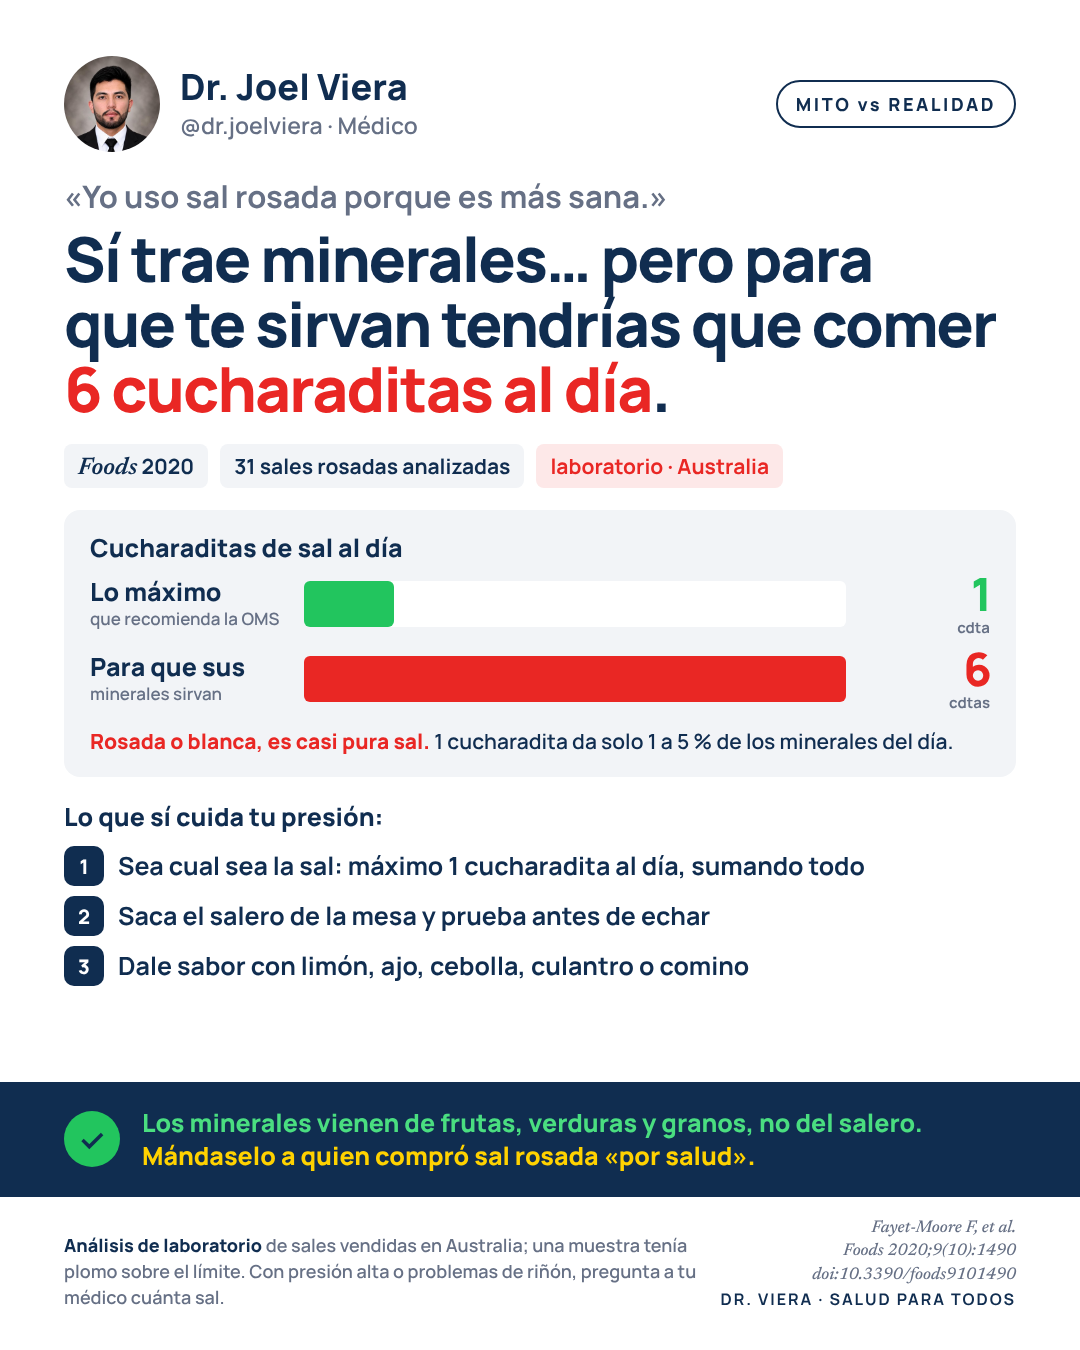 Dr. Joel Viera
@dr.joelviera · Médico
MITO vs REALIDAD
«Yo uso sal rosada porque es más sana.»
Sí trae minerales... pero para
que te sirvan tendrías que comer
6 cucharaditas al día.
Foods 2020
31 sales rosadas analizadas
laboratorio · Australia
Cucharaditas de sal al día
Lo máximo
que recomienda la OMS
1
cdta
Para que sus
minerales sirvan
6
cdtas
Rosada o blanca, es casi pura sal. 1 cucharadita da solo 1 a 5 % de los minerales del día.
Lo que sí cuida tu presión:
1 Sea cual sea la sal: máximo 1 cucharadita al día, sumando todo
2 Saca el salero de la mesa y prueba antes de echar
3 Dale sabor con limón, ajo, cebolla, culantro o comino
Los minerales vienen de frutas, verduras y granos, no del salero.
Mándaselo a quien compró sal rosada «por salud».
Análisis de laboratorio de sales vendidas en Australia; una muestra tenía
plomo sobre el límite. Con presión alta o problemas de riñón, pregunta a tu
médico cuánta sal.
Fayet-Moore F, et al.
Foods 2020;9(10):1490
doi:10.3390/foods9101490
DR. VIERA · SALUD PARA TODOS